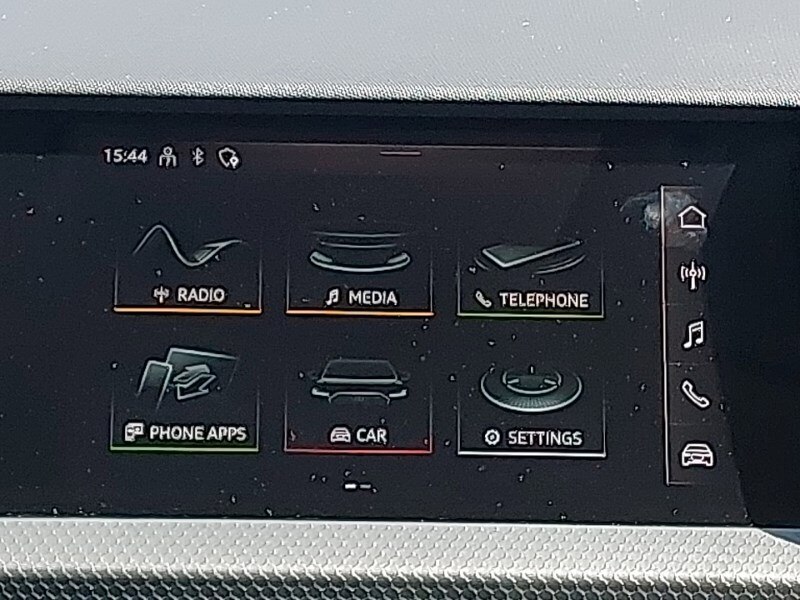 15:44
RADIO
MEDIA
TELEPHONE
PHONE APPS
CAR
SETTINGS